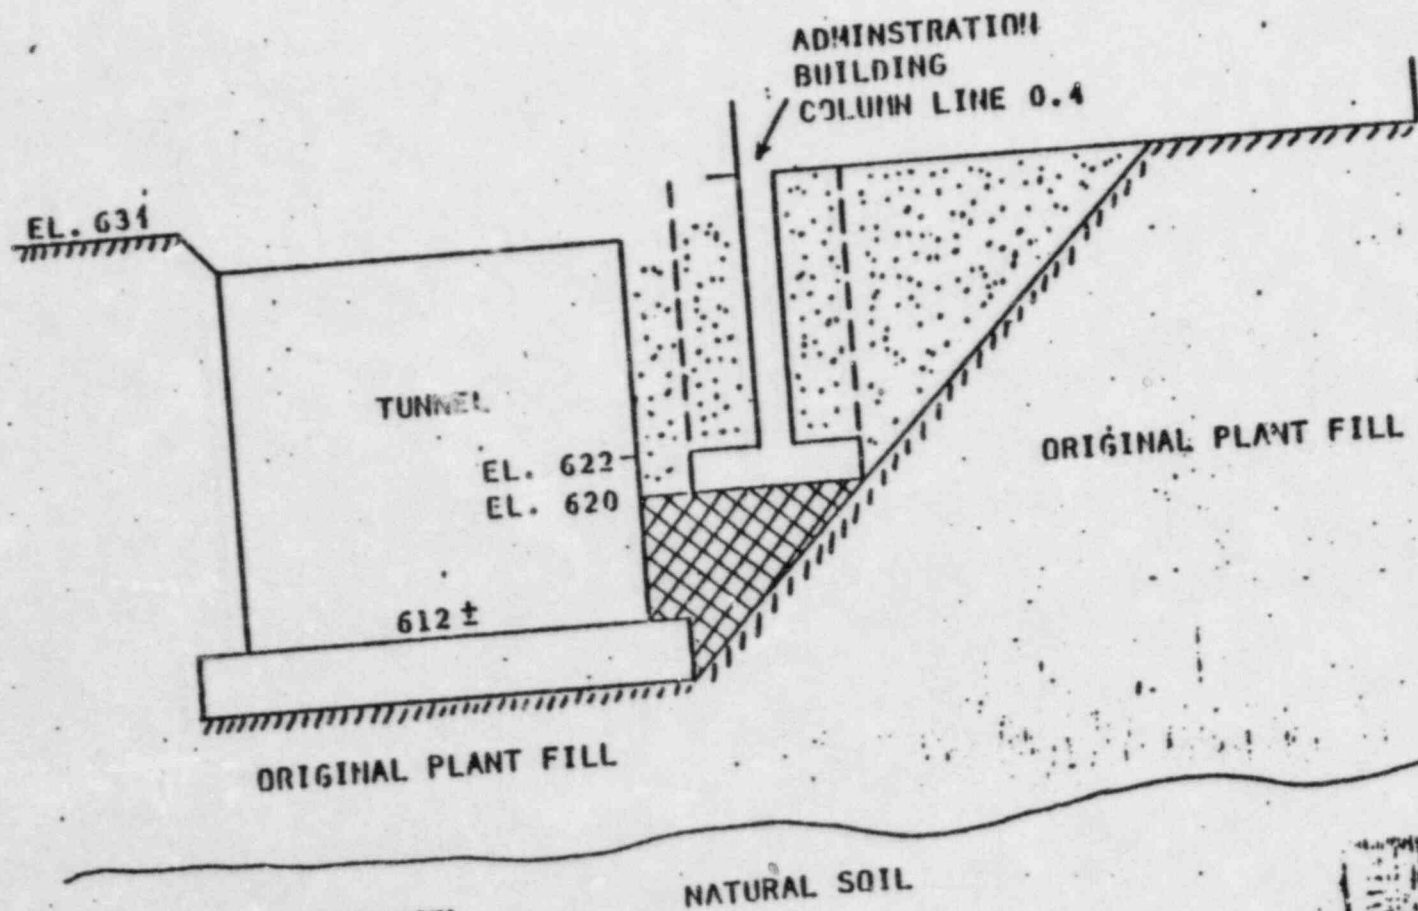 ADMINSTRATION
BUILDING
COLUMN LINE 0.4
EL. 634
TUNNEL
EL. 622
EL. 620
ORIGINAL PLANT FILL
612 ±
ORIGINAL PLANT FILL
NATURAL SOIL